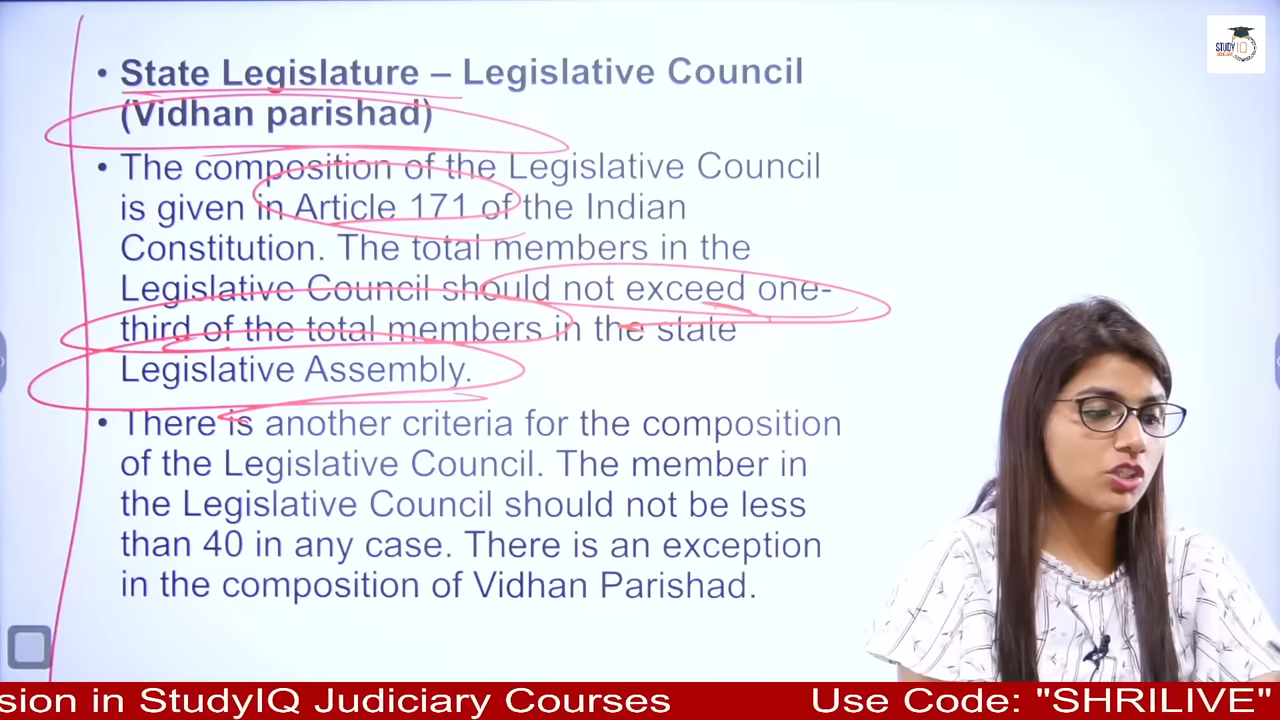 STUDY IQ
• State Legislature – Legislative Council
(Vidhan parishad)
• The composition of the Legislative Council
is given in Article 171 of the Indian
Constitution. The total members in the
Legislative Council should not exceed one-
third of the total members in the state
Legislative Assembly.
• There is another criteria for the composition
of the Legislative Council. The member in
the Legislative Council should not be less
than 40 in any case. There is an exception
in the composition of Vidhan Parishad.
sion in StudyIQ Judiciary Courses Use Code: "SHRILIVE"